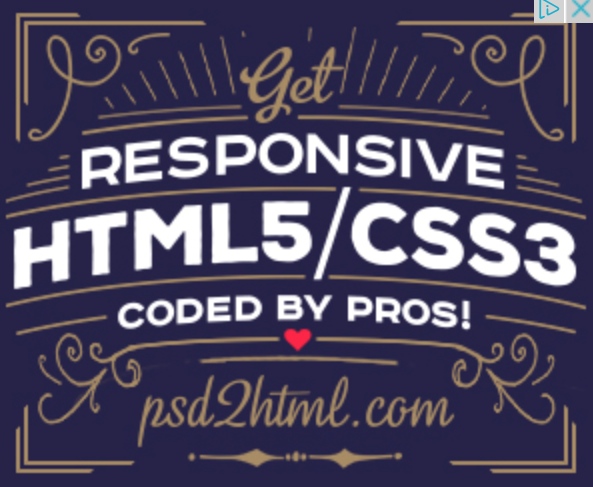 Get
RESPONSIVE
HTML5/CSS3
CODED BY PROS!
psd2html.com